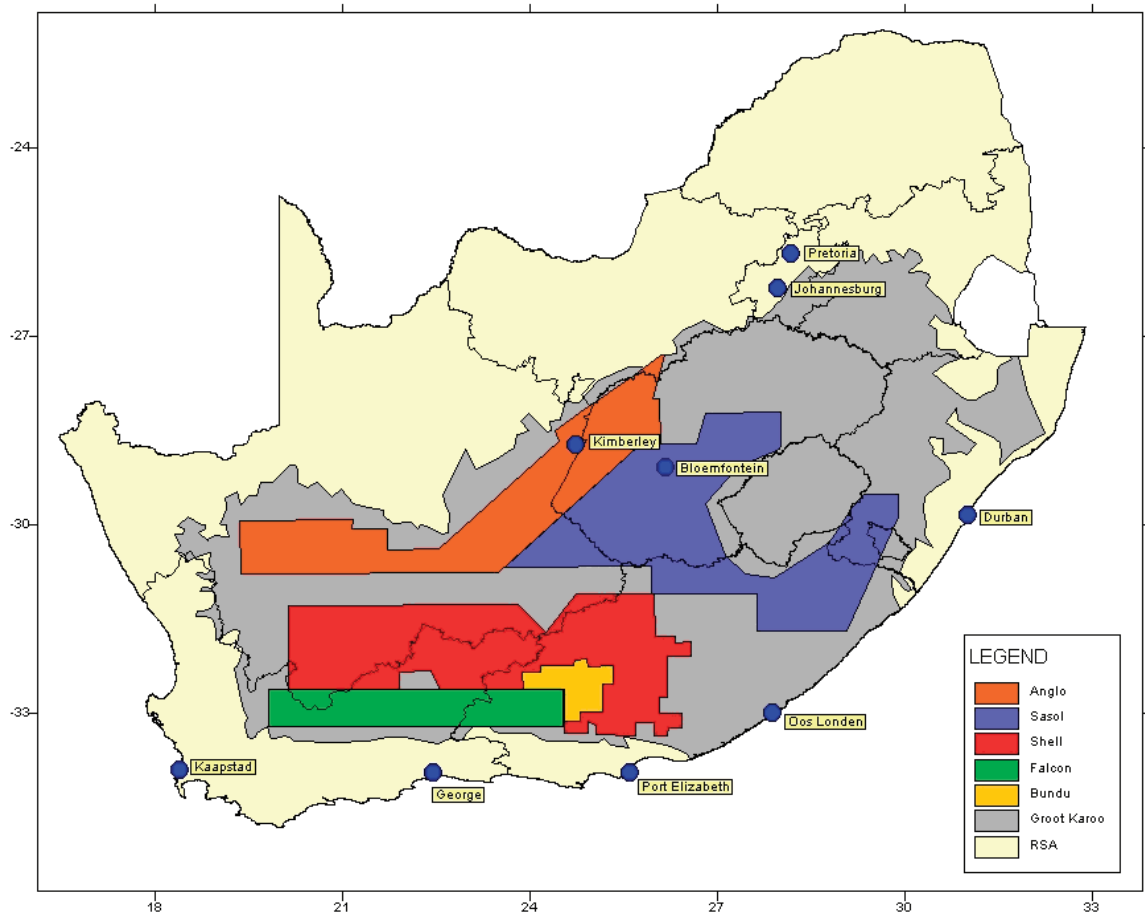 -24
-27
-30
-33
18
21
24
27
30
33
Pretoria
Johannesburg
Kimberley
Bloemfontein
Durban
Oos Londen
Kaapstad
George
Port Elizabeth
LEGEND
Anglo
Sasol
Shell
Falcon
Bundu
Groot Karoo
RSA